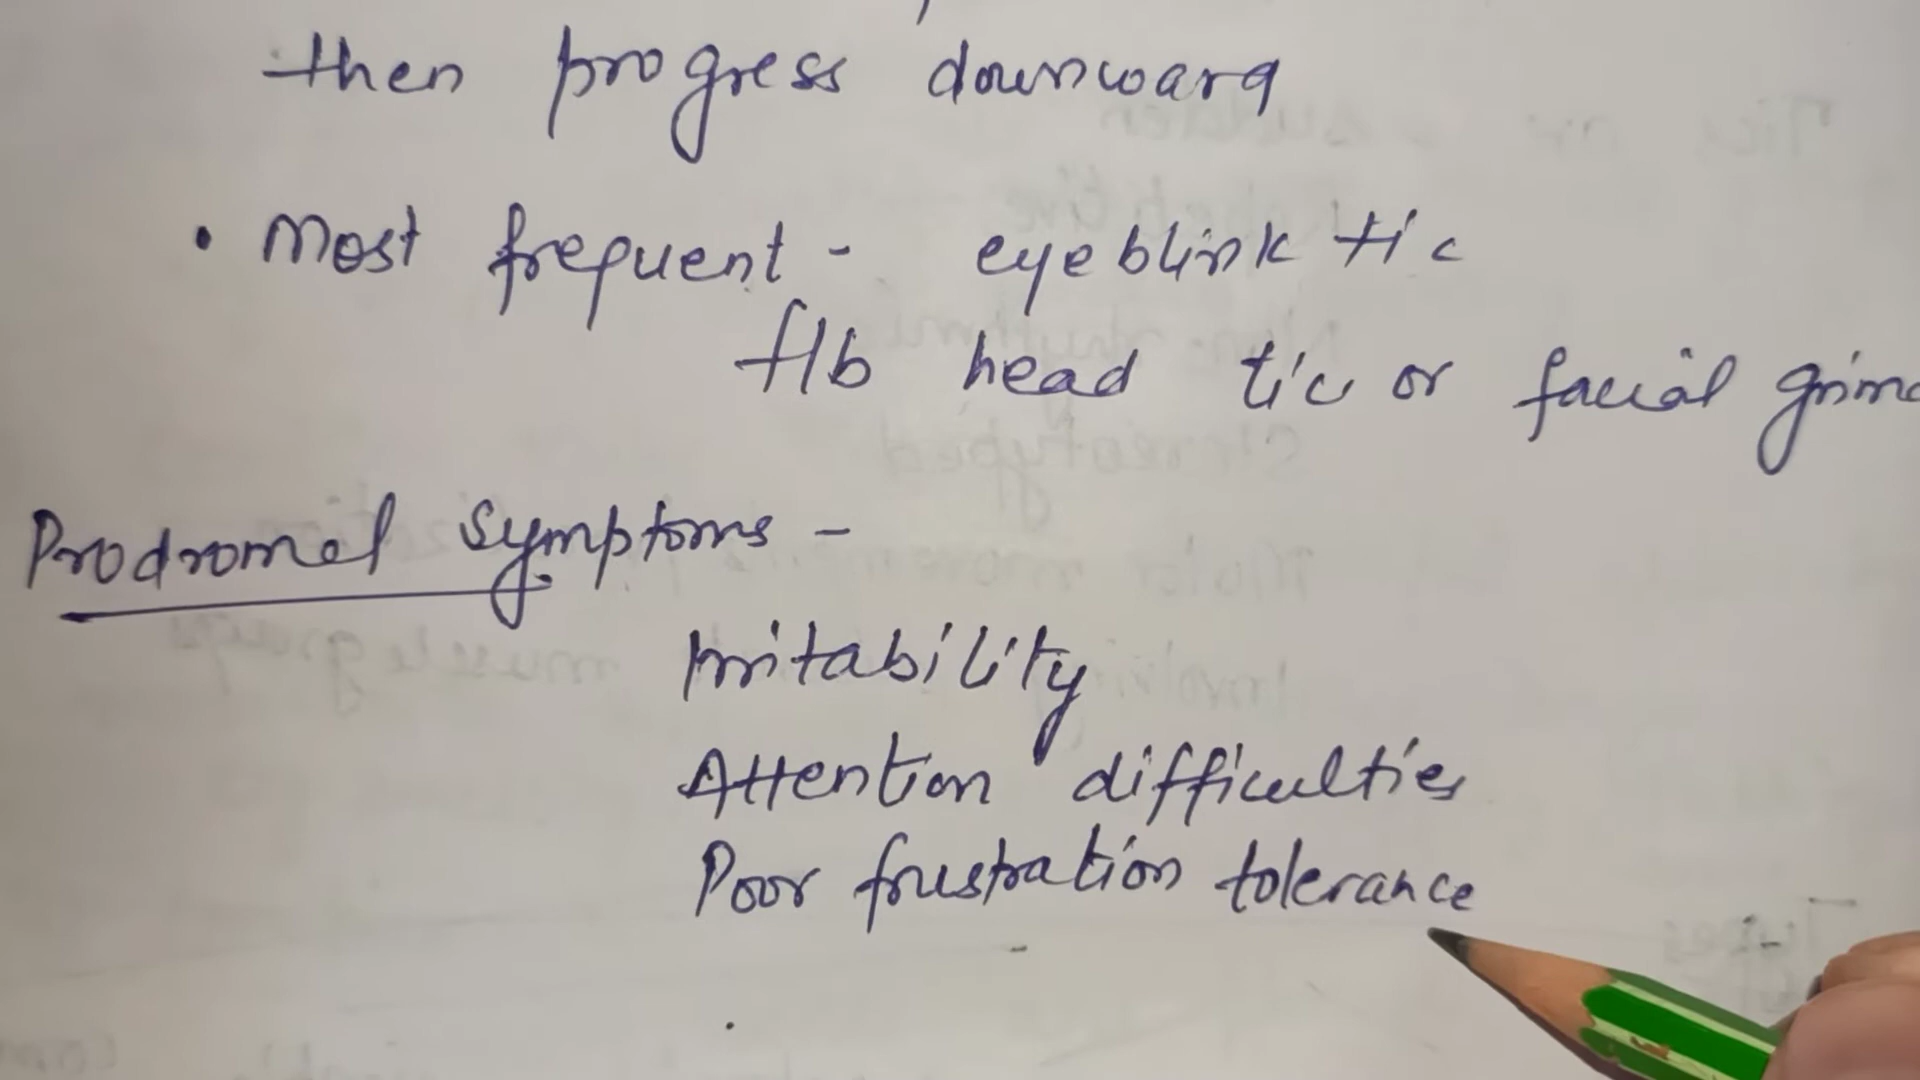 then progress downward
• Most frequent - eyeblink tic
f/b head tic or facial
Prodromal Symptoms -
Irritability
Attention difficulties
Poor frustration tolerance